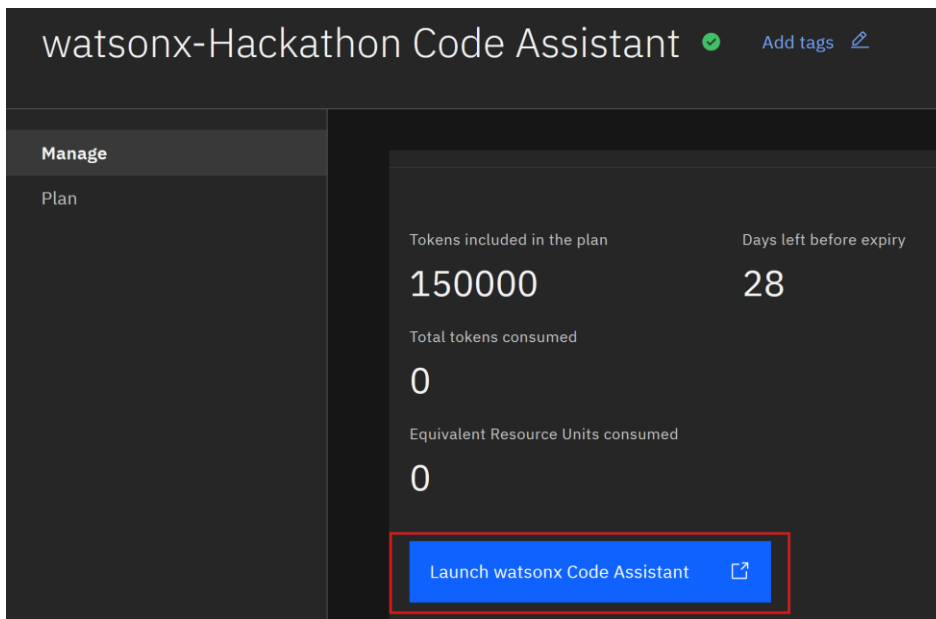 watsonx-Hackathon Code Assistant Add tags
Manage
Plan
Tokens included in the plan Days left before expiry
150000 28
Total tokens consumed
0
Equivalent Resource Units consumed
0
Launch watsonx Code Assistant